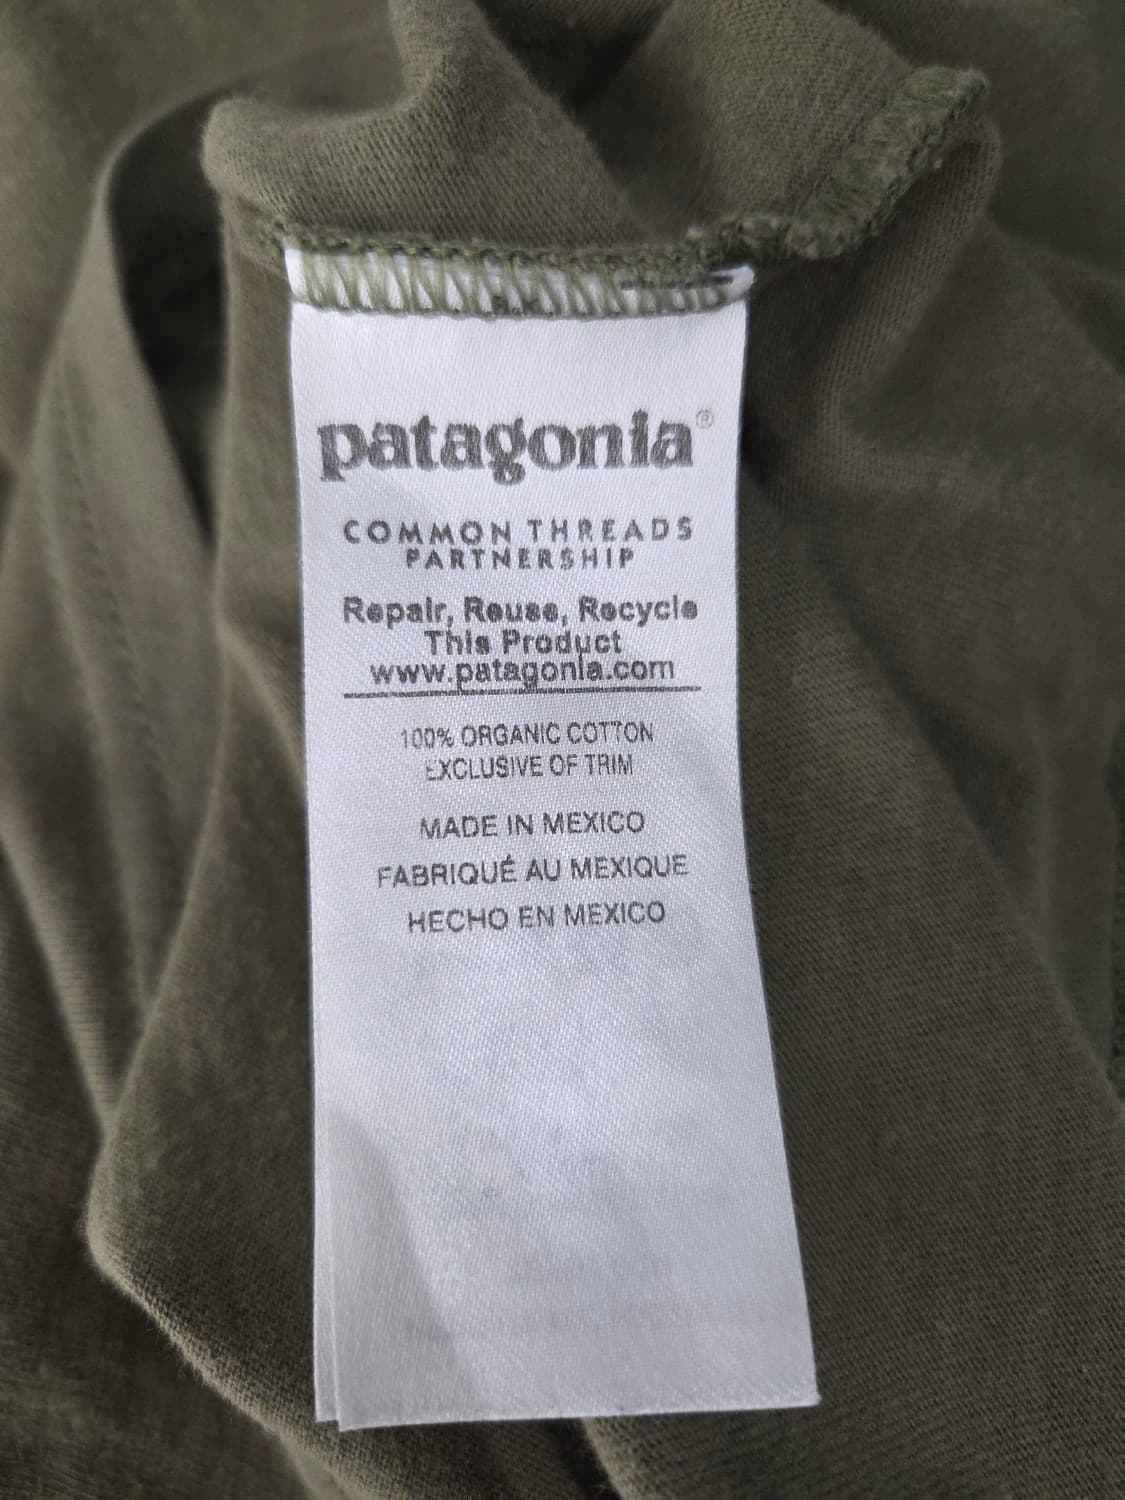 patagonia®
COMMON THREADS
PARTNERSHIP
Repair, Reuse, Recycle
This Product
www.patagonia.com
100% ORGANIC COTTON
EXCLUSIVE OF TRIM
MADE IN MEXICO
FABRIQUÉ AU MEXIQUE
HECHO EN MEXICO